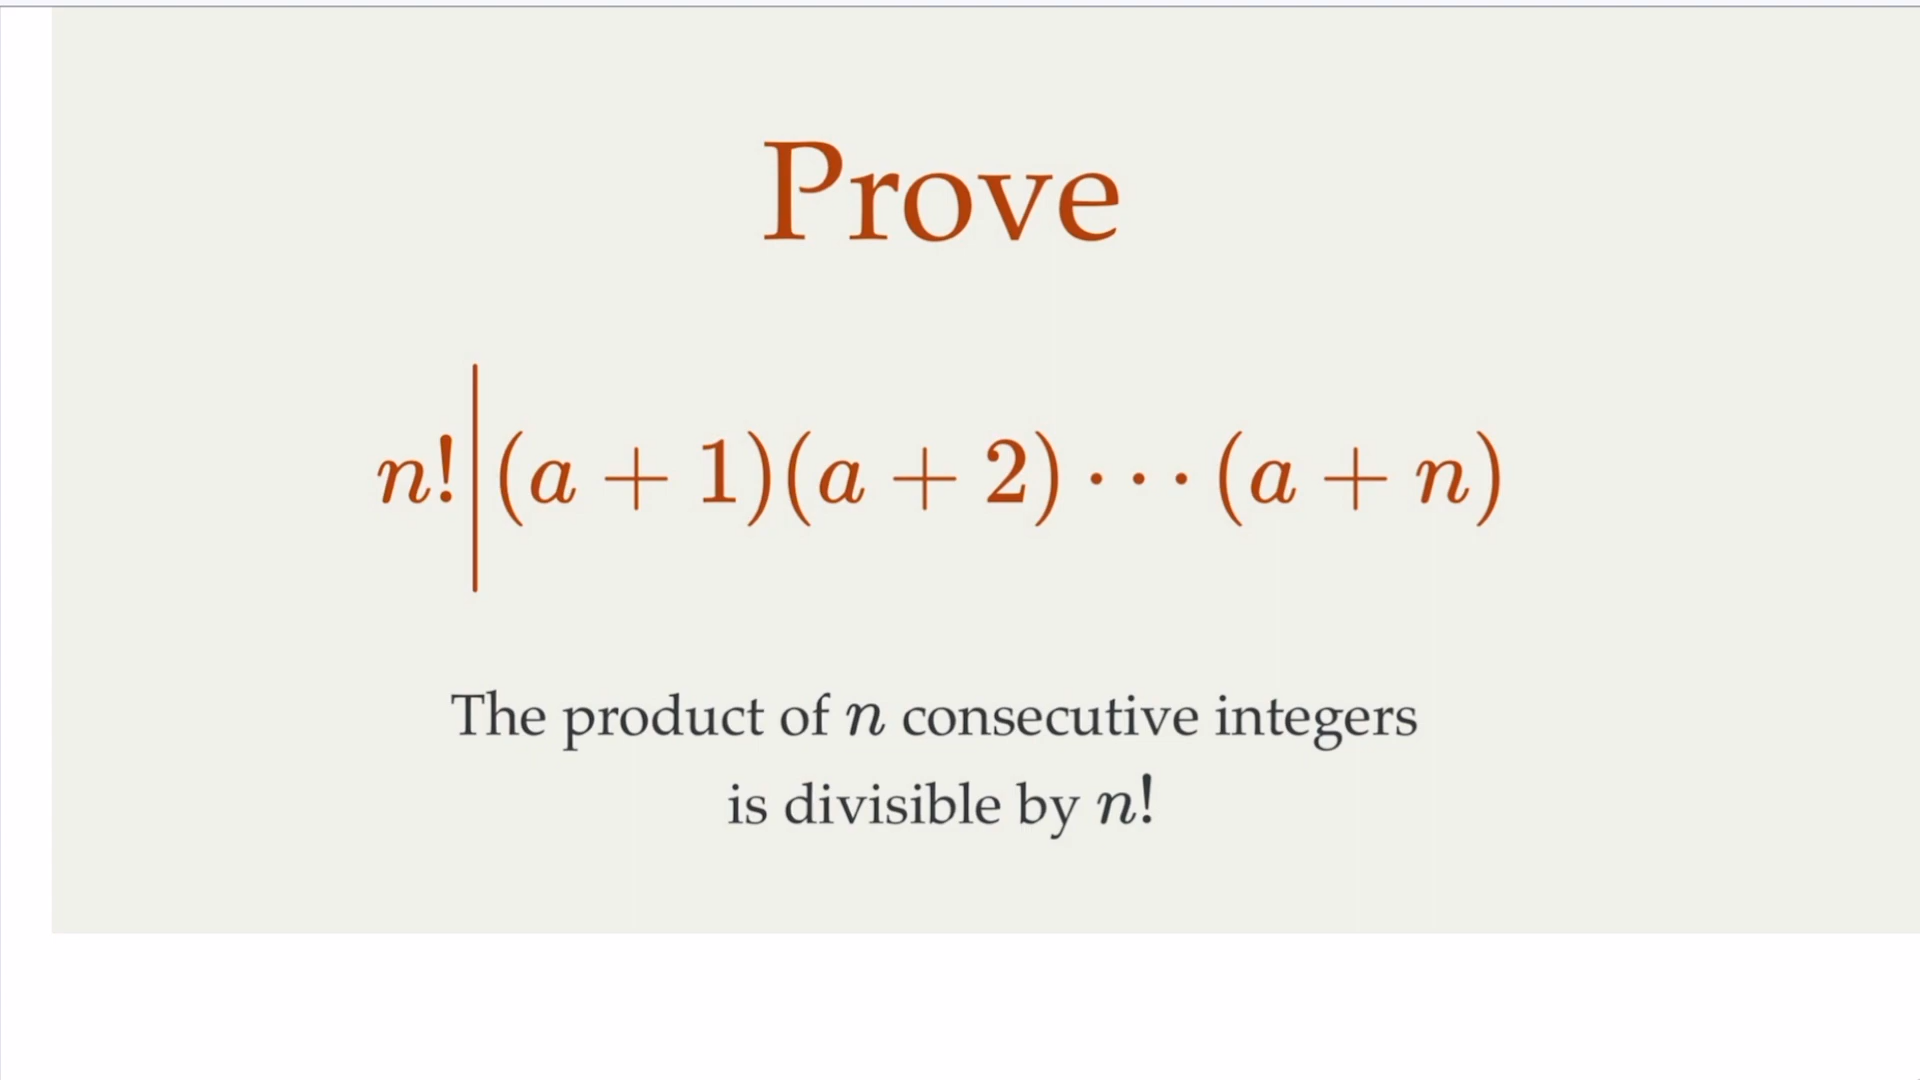 Prove
n! | (a + 1)(a + 2) ⋯ (a + n)
The product of n consecutive integers
is divisible by n!